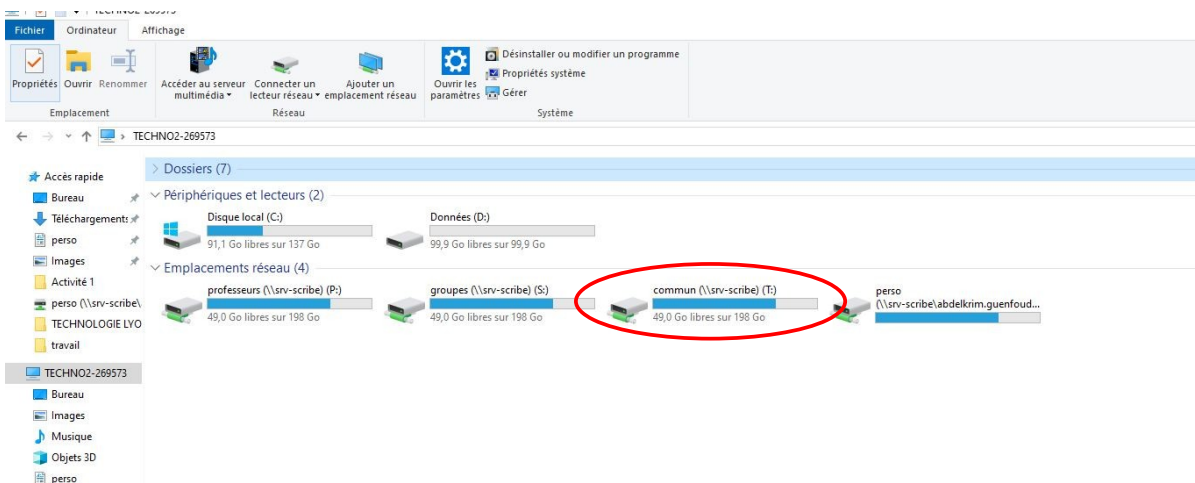 Fichier Ordinateur Affichage
Propriétés Ouvrir Renommer
Accéder au serveur multimédia
Connecter un lecteur réseau
Ajouter un emplacement réseau
Ouvrir les paramètres
Désinstaller ou modifier un programme
Propriétés système
Gérer
Emplacement Réseau Système
TECHNO2-269573
Accès rapide
Bureau
Téléchargements
perso
Images
Activité 1
perso (\\srv-scribe\
TECHNOLOGIE LYO
travail
TECHNO2-269573
Bureau
Images
Musique
Objets 3D
perso
Dossiers (7)
Périphériques et lecteurs (2)
Disque local (C:)
91,1 Go libres sur 137 Go
Données (D:)
99,9 Go libres sur 99,9 Go
Emplacements réseau (4)
professeurs (\\srv-scribe) (P:)
49,0 Go libres sur 198 Go
groupes (\\srv-scribe) (S:)
49,0 Go libres sur 198 Go
commun (\\srv-scribe) (T:)
49,0 Go libres sur 198 Go
perso
(\\srv-scribe\abdelkrim.guenfoud...